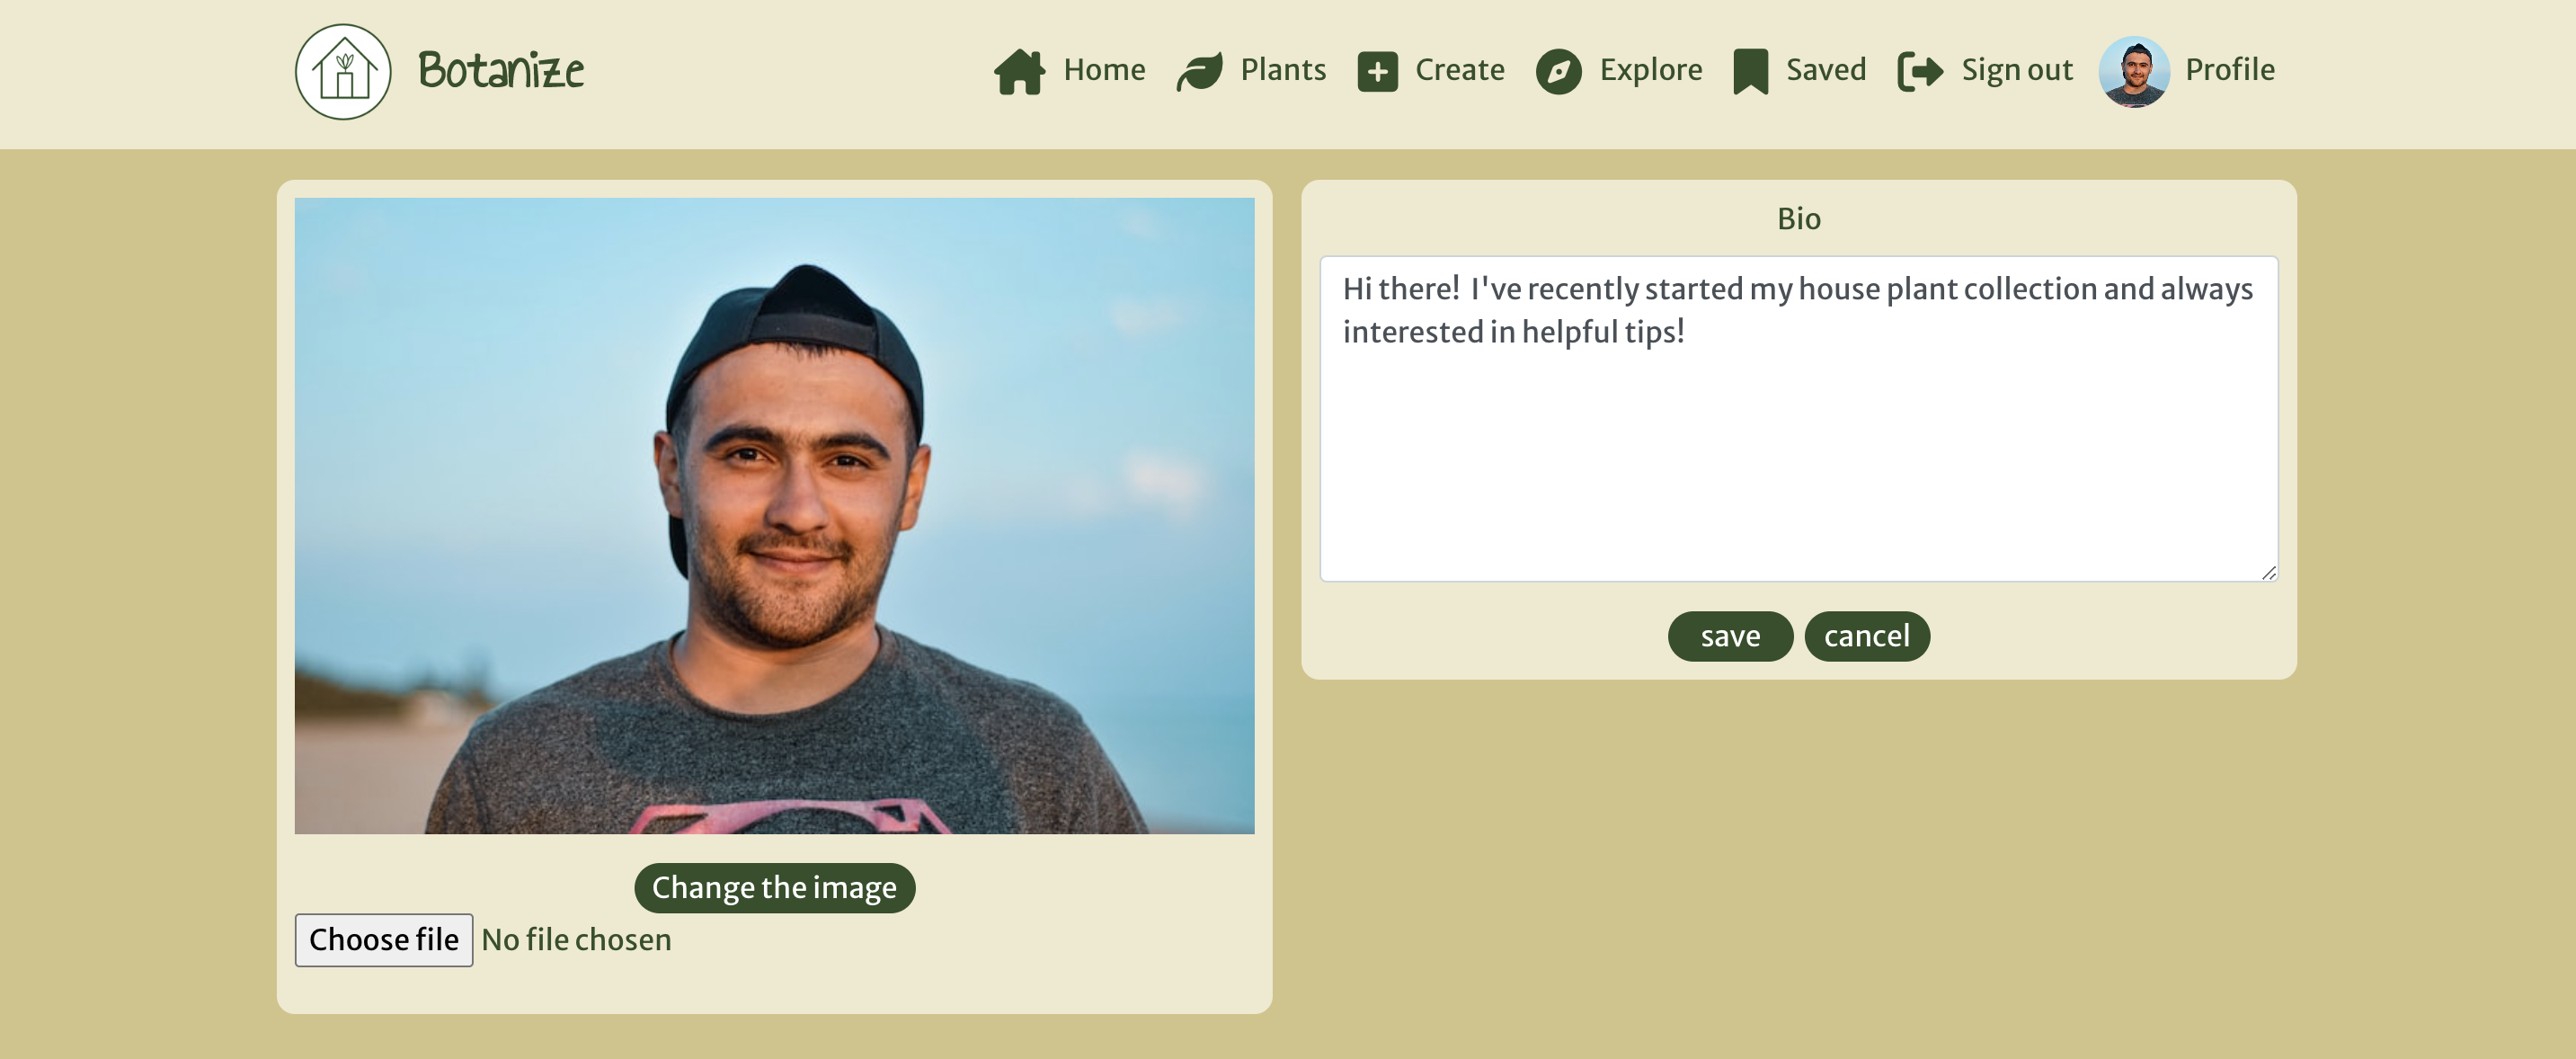 Botanize
Home Plants Create Explore Saved Sign out Profile
Bio
Hi there!  I've recently started my house plant collection and always
interested in helpful tips!
save cancel
Change the image
Choose file No file chosen